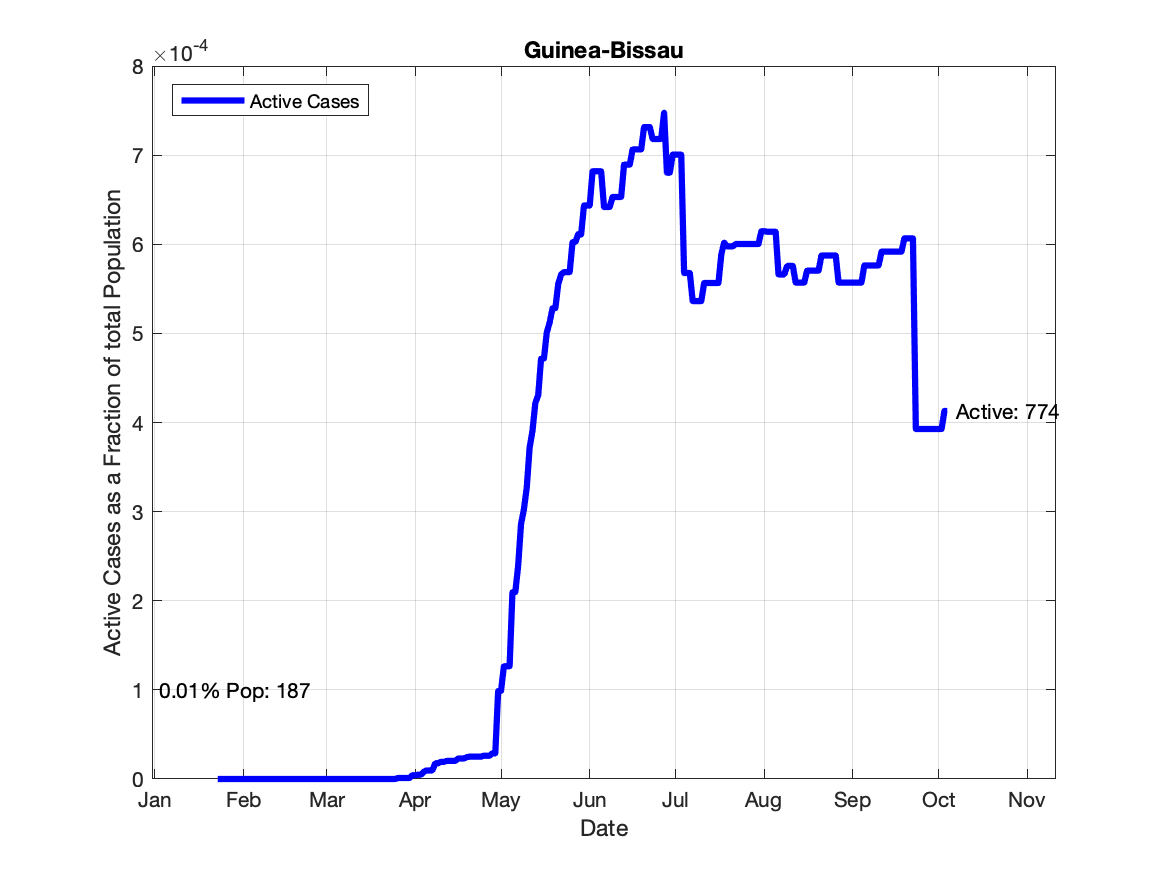 Guinea-Bissau
×10^-4
Active Cases
8
7
6
5
4
3
2
1
0
Active Cases as a Fraction of total Population
0.01% Pop: 187
Active: 774
Jan Feb Mar Apr May Jun Jul Aug Sep Oct Nov
Date